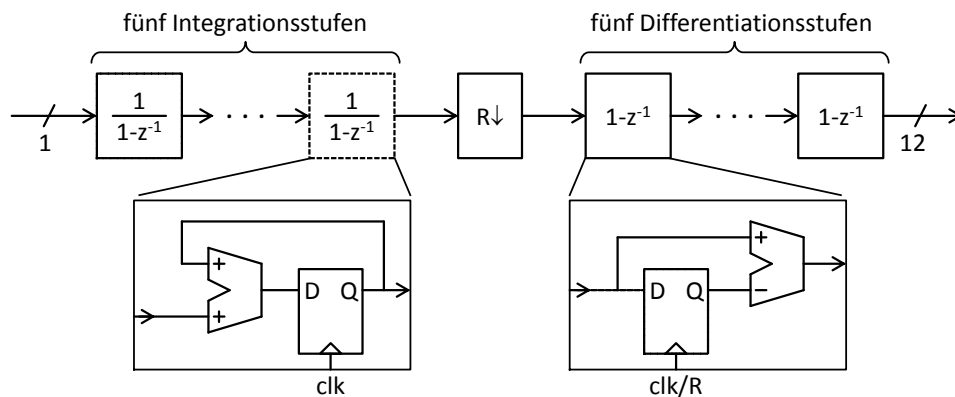 fünf Integrationsstufen
fünf Differentiationsstufen
1
1-z⁻¹
· · ·
1
1-z⁻¹
R↓
1-z⁻¹
· · ·
1-z⁻¹
1
12
+
+
D Q
clk
D Q
+
−
clk/R